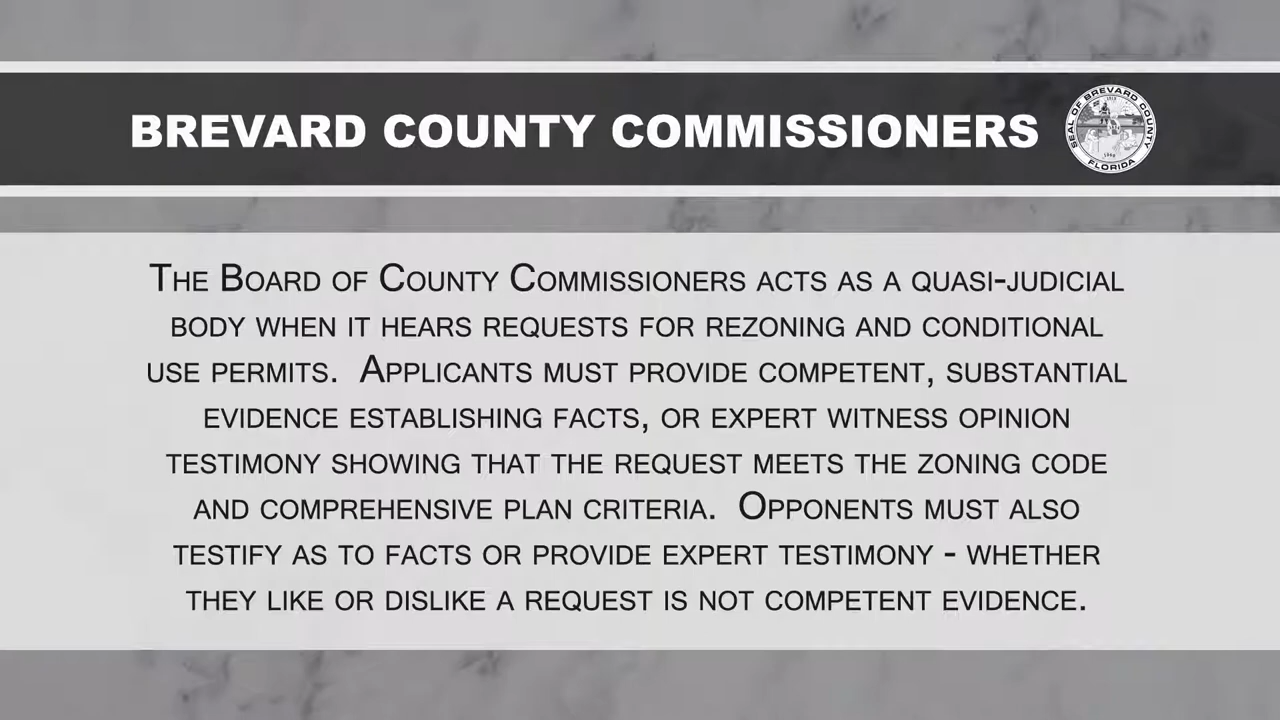 BREVARD COUNTY COMMISSIONERS
SEAL OF BREVARD COUNTY
FLORIDA
The Board of County Commissioners acts as a quasi-judicial
body when it hears requests for rezoning and conditional
use permits.  Applicants must provide competent, substantial
evidence establishing facts, or expert witness opinion
testimony showing that the request meets the zoning code
and comprehensive plan criteria.  Opponents must also
testify as to facts or provide expert testimony - whether
they like or dislike a request is not competent evidence.